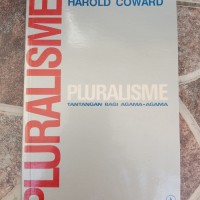 HAROLD COWARD
PLURALISME
PLURALISME
TANTANGAN BAGI AGAMA-AGAMA